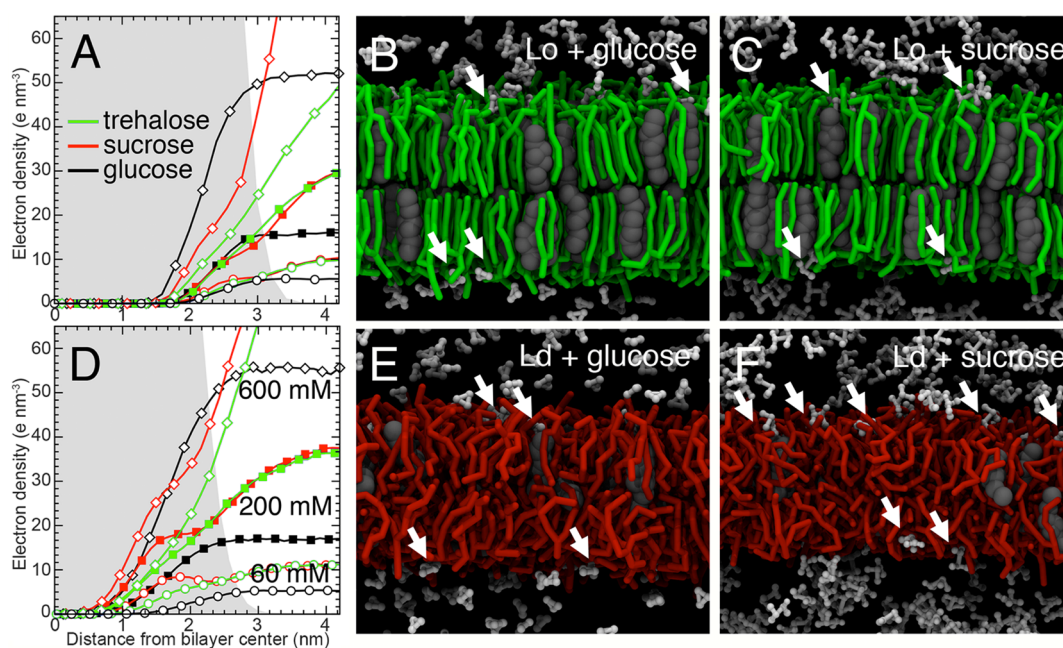 A
Electron density (e nm⁻³)
60
50
40
30
20
10
0
trehalose
sucrose
glucose
0 1 2 3 4
B
Lo + glucose
C
Lo + sucrose
D
Electron density (e nm⁻³)
60
50
40
30
20
10
0
600 mM
200 mM
60 mM
0 1 2 3 4
Distance from bilayer center (nm)
E
Ld + glucose
F
Ld + sucrose